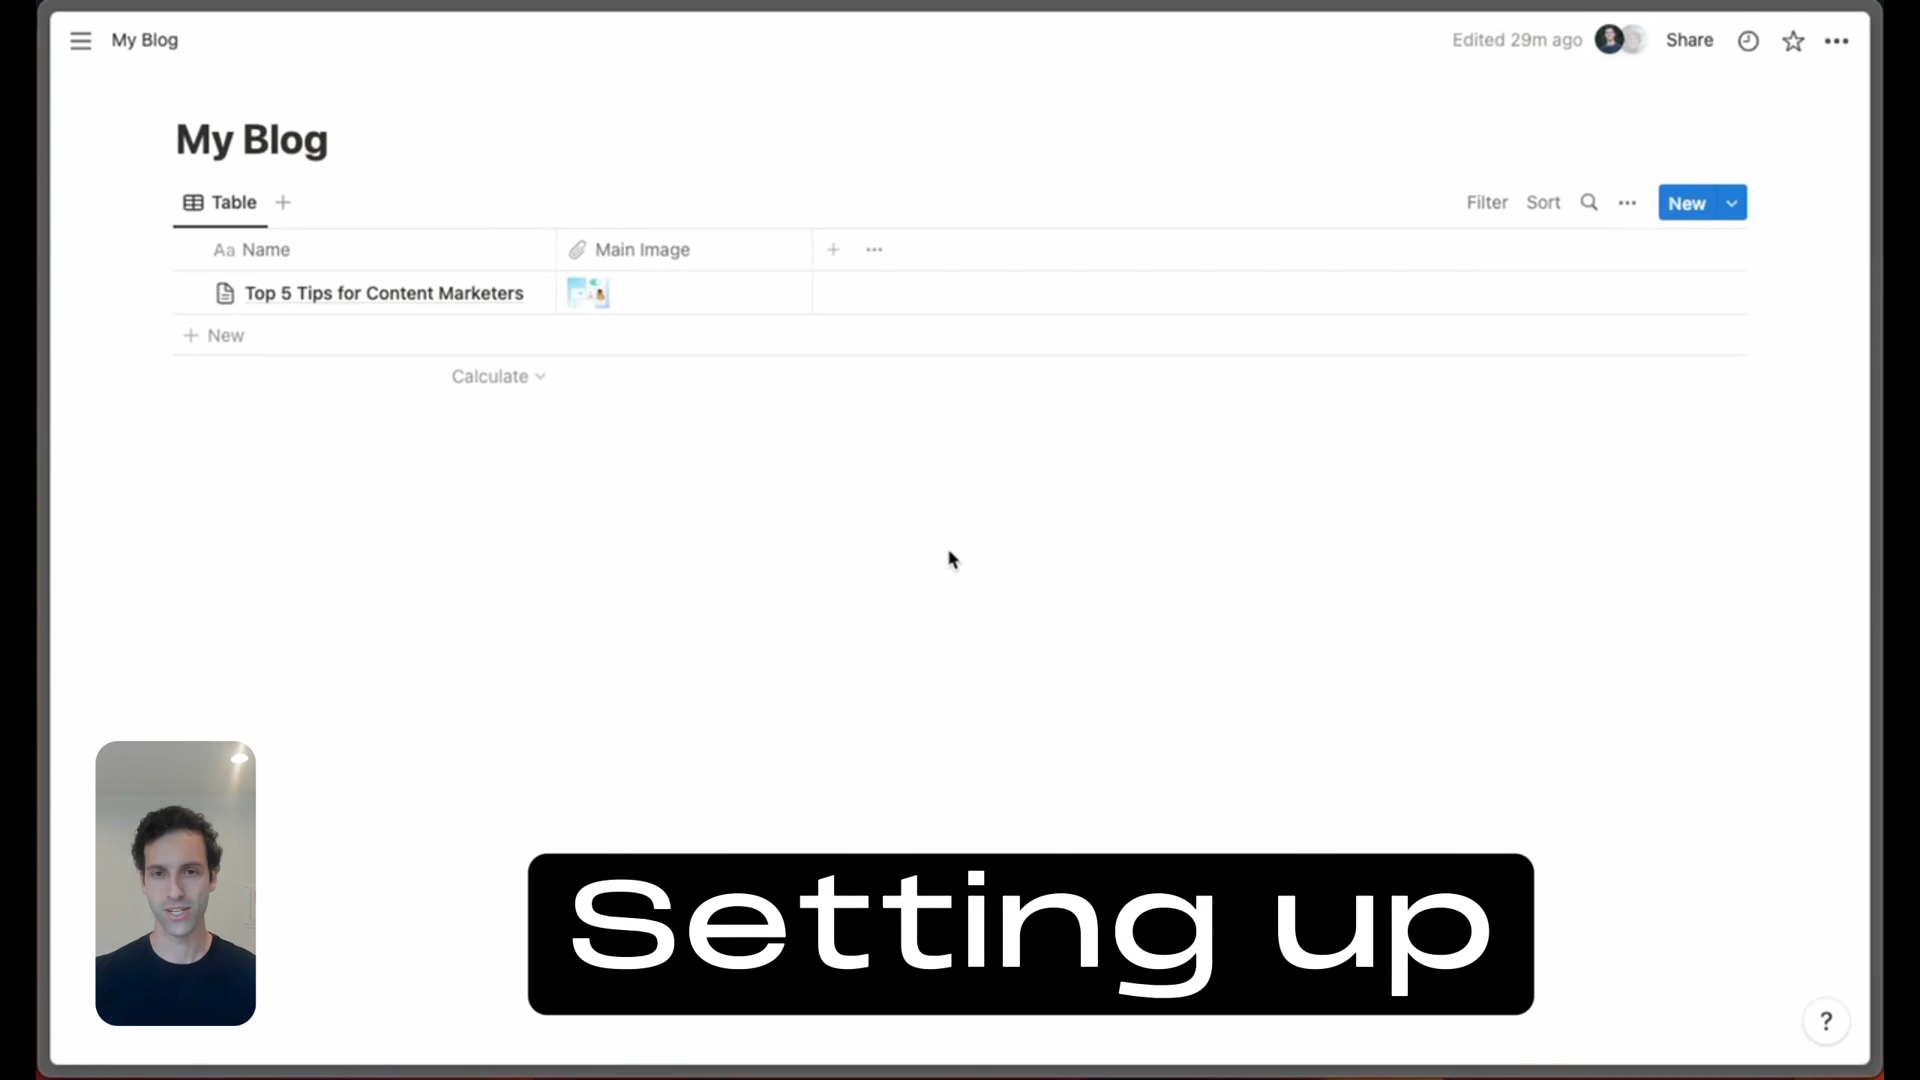 My Blog
Edited 29m ago
Share
My Blog
Table
Filter
Sort
New
Aa Name
Main Image
Top 5 Tips for Content Marketers
New
Calculate
Setting up
?